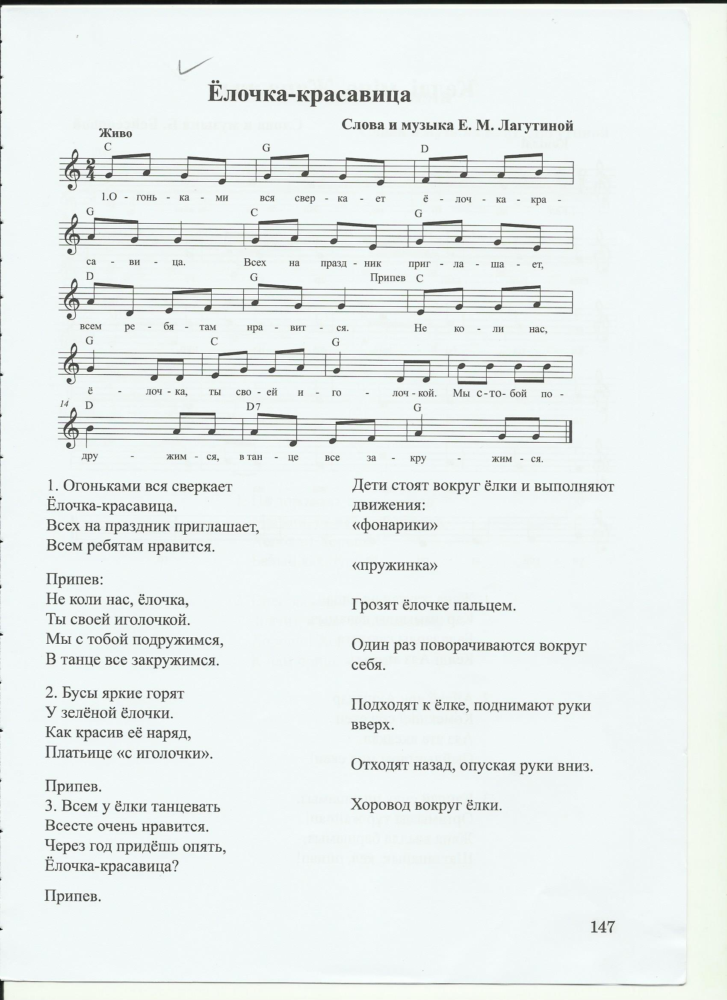 Ёлочка-красавица
Слова и музыка Е. М. Лагутиной
Живо
C G D
2
4
1.О - гонь - ка - ми вся свер - ка - ет ё - лоч - ка - кра -
G C G
са - ви - ца. Всех на празд - ник приг - ла - ша - ет,
D G Припев C
всем ре - бя - там нра - вит - ся. Не ко - ли нас,
G C G
ё - лоч - ка, ты сво - ей и - го - лоч - кой. Мы с-то- бой по -
14 D D7 G
дру - жим - ся, в тан - це все за - кру - жим - ся.
1. Огоньками вся сверкает
Ёлочка-красавица.
Всех на праздник приглашает,
Всем ребятам нравится.
Припев:
Не коли нас, ёлочка,
Ты своей иголочкой.
Мы с тобой подружимся,
В танце все закружимся.
2. Бусы яркие горят
У зелёной ёлочки.
Как красив её наряд,
Платьице «с иголочки».
Припев.
3. Всем у ёлки танцевать
Всесте очень нравится.
Через год придёшь опять,
Ёлочка-красавица?
Припев.
Дети стоят вокруг ёлки и выполняют
движения:
«фонарики»
«пружинка»
Грозят ёлочке пальцем.
Один раз поворачиваются вокруг
себя.
Подходят к ёлке, поднимают руки
вверх.
Отходят назад, опуская руки вниз.
Хоровод вокруг ёлки.
147